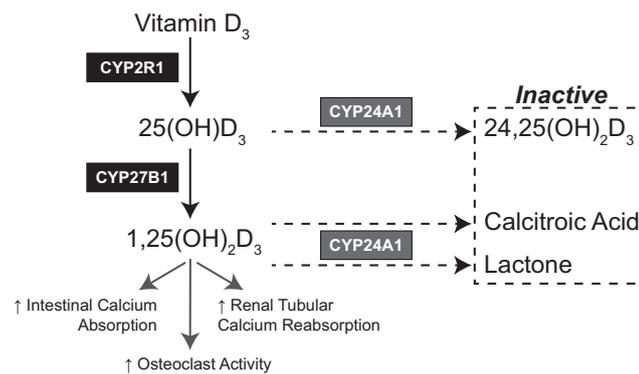 Vitamin D₃
CYP2R1
Inactive
CYP24A1
25(OH)D₃
24,25(OH)₂D₃
CYP27B1
Calcitroic Acid
1,25(OH)₂D₃
CYP24A1
Lactone
↑ Intestinal Calcium
Absorption
↑ Renal Tubular
Calcium Reabsorption
↑ Osteoclast Activity